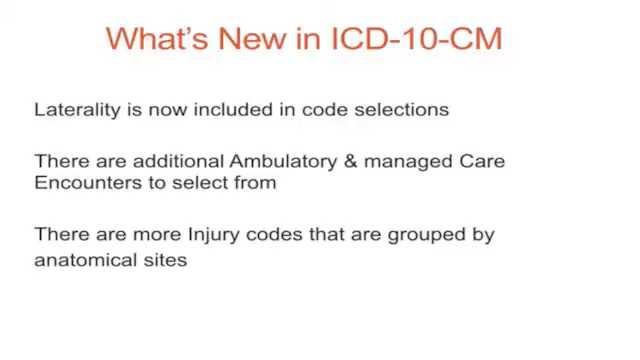 What's New in ICD-10-CM
Laterality is now included in code selections
There are additional Ambulatory & managed Care
Encounters to select from
There are more Injury codes that are grouped by
anatomical sites